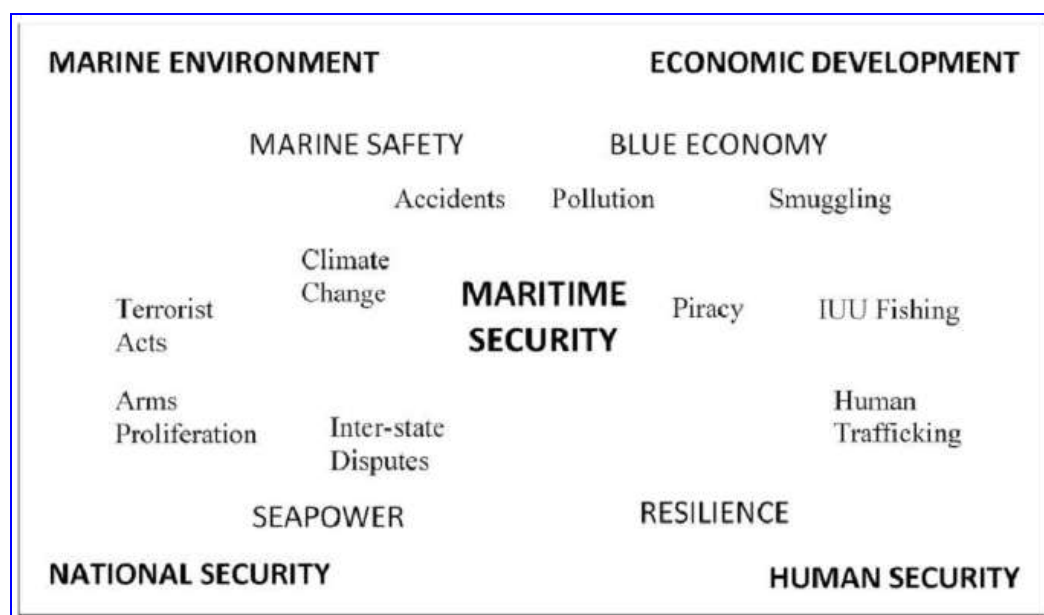 MARINE ENVIRONMENT
ECONOMIC DEVELOPMENT
MARINE SAFETY
BLUE ECONOMY
Accidents
Pollution
Smuggling
Climate
Change
MARITIME
SECURITY
Piracy
IUU Fishing
Terrorist
Acts
Arms
Proliferation
Inter-state
Disputes
Human
Trafficking
SEAPOWER
RESILIENCE
NATIONAL SECURITY
HUMAN SECURITY